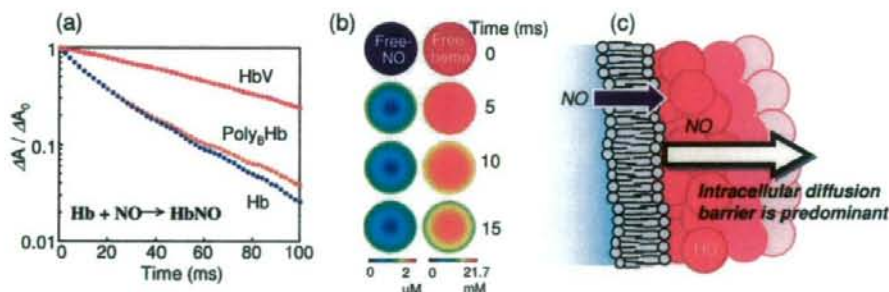 (a)
1
0.1
0.01
ΔA / ΔA₀
HbV
Poly_BHb
Hb
Hb + NO → HbNO
0 20 40 60 80 100
Time (ms)
(b)
Time (ms)
Free-NO
Free-heme
0
5
10
15
0 2
uM
0 21.7
mM
(c)
NO
NO
Intracellular diffusion
barrier is predominant
Hb